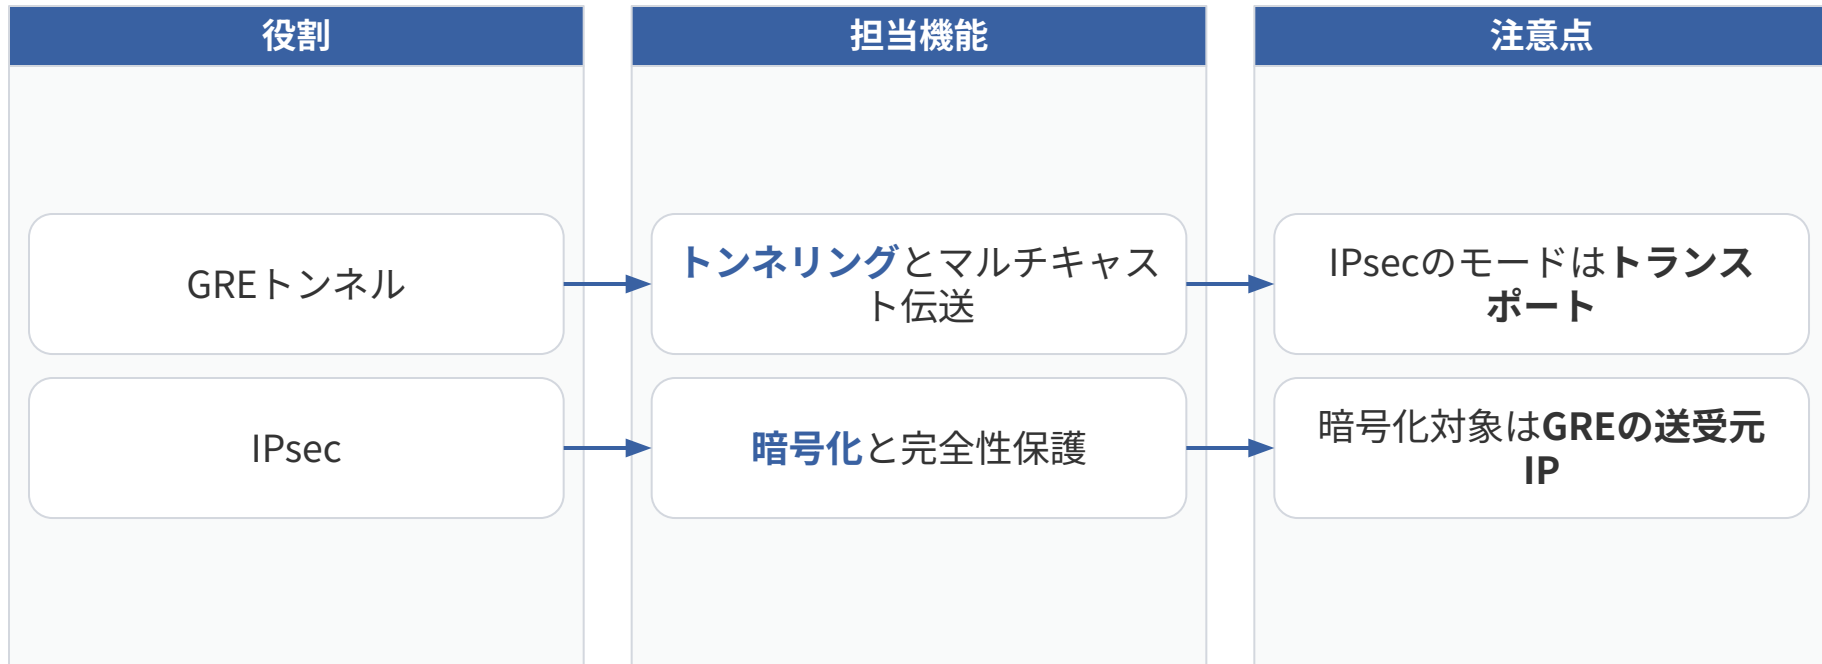 役割
担当機能
注意点
GREトンネル
トンネリングとマルチキャス
ト伝送
IPsecのモードはトランス
ポート
IPsec
暗号化と完全性保護
暗号化対象はGREの送受元
IP